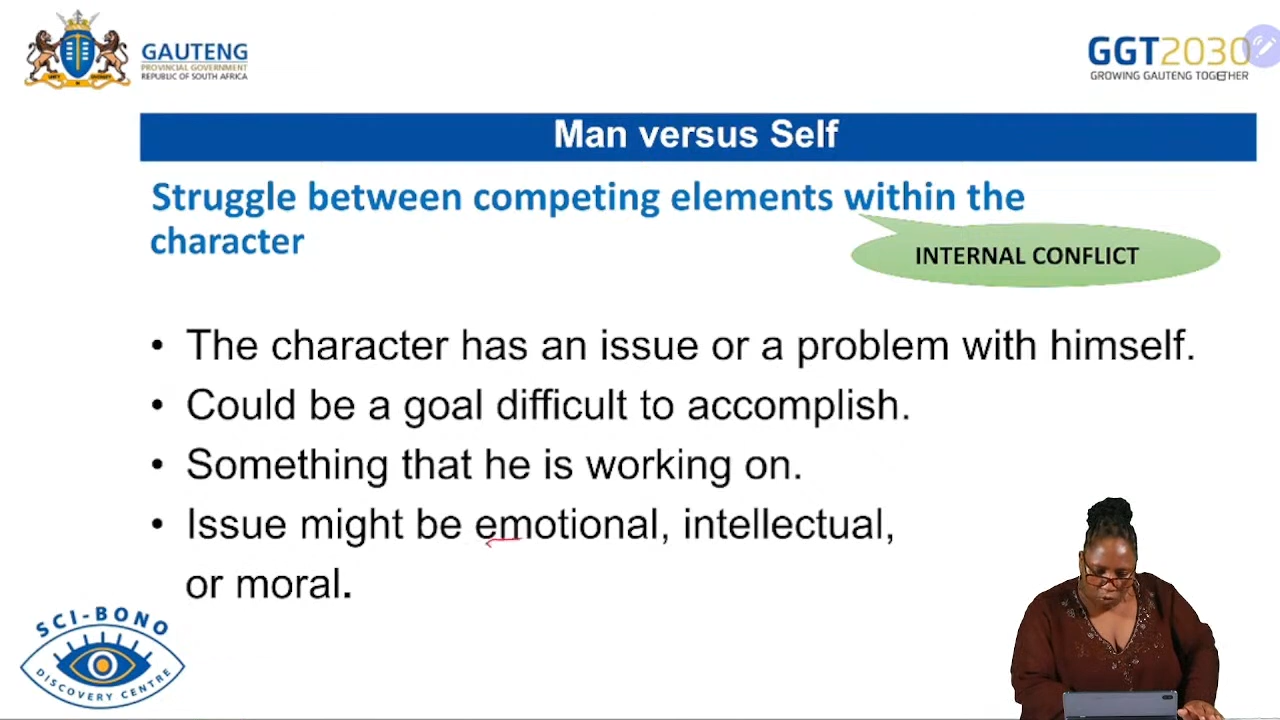 GAUTENG
PROVINCIAL GOVERNMENT
REPUBLIC OF SOUTH AFRICA
GGT2030
GROWING GAUTENG TOGETHER
Man versus Self
Struggle between competing elements within the
character
INTERNAL CONFLICT
• The character has an issue or a problem with himself.
• Could be a goal difficult to accomplish.
• Something that he is working on.
• Issue might be emotional, intellectual,
or moral.
SCI-BONO
DISCOVERY CENTRE